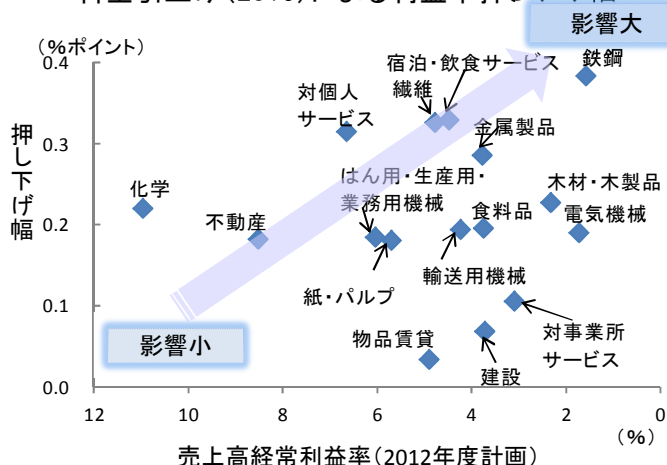 影響大
（%ポイント）
0.4
0.3
0.2
0.1
0.0
押し下げ幅
鉄鋼
宿泊・飲食サービス
繊維
対個人
サービス
金属製品
化学
はん用・生産用・
業務用機械
木材・木製品
不動産
食料品
電気機械
紙・パルプ
輸送用機械
影響小
物品賃貸
対事業所
サービス
建設
12
10
8
6
4
2
0
（%）
売上高経常利益率（2012年度計画）